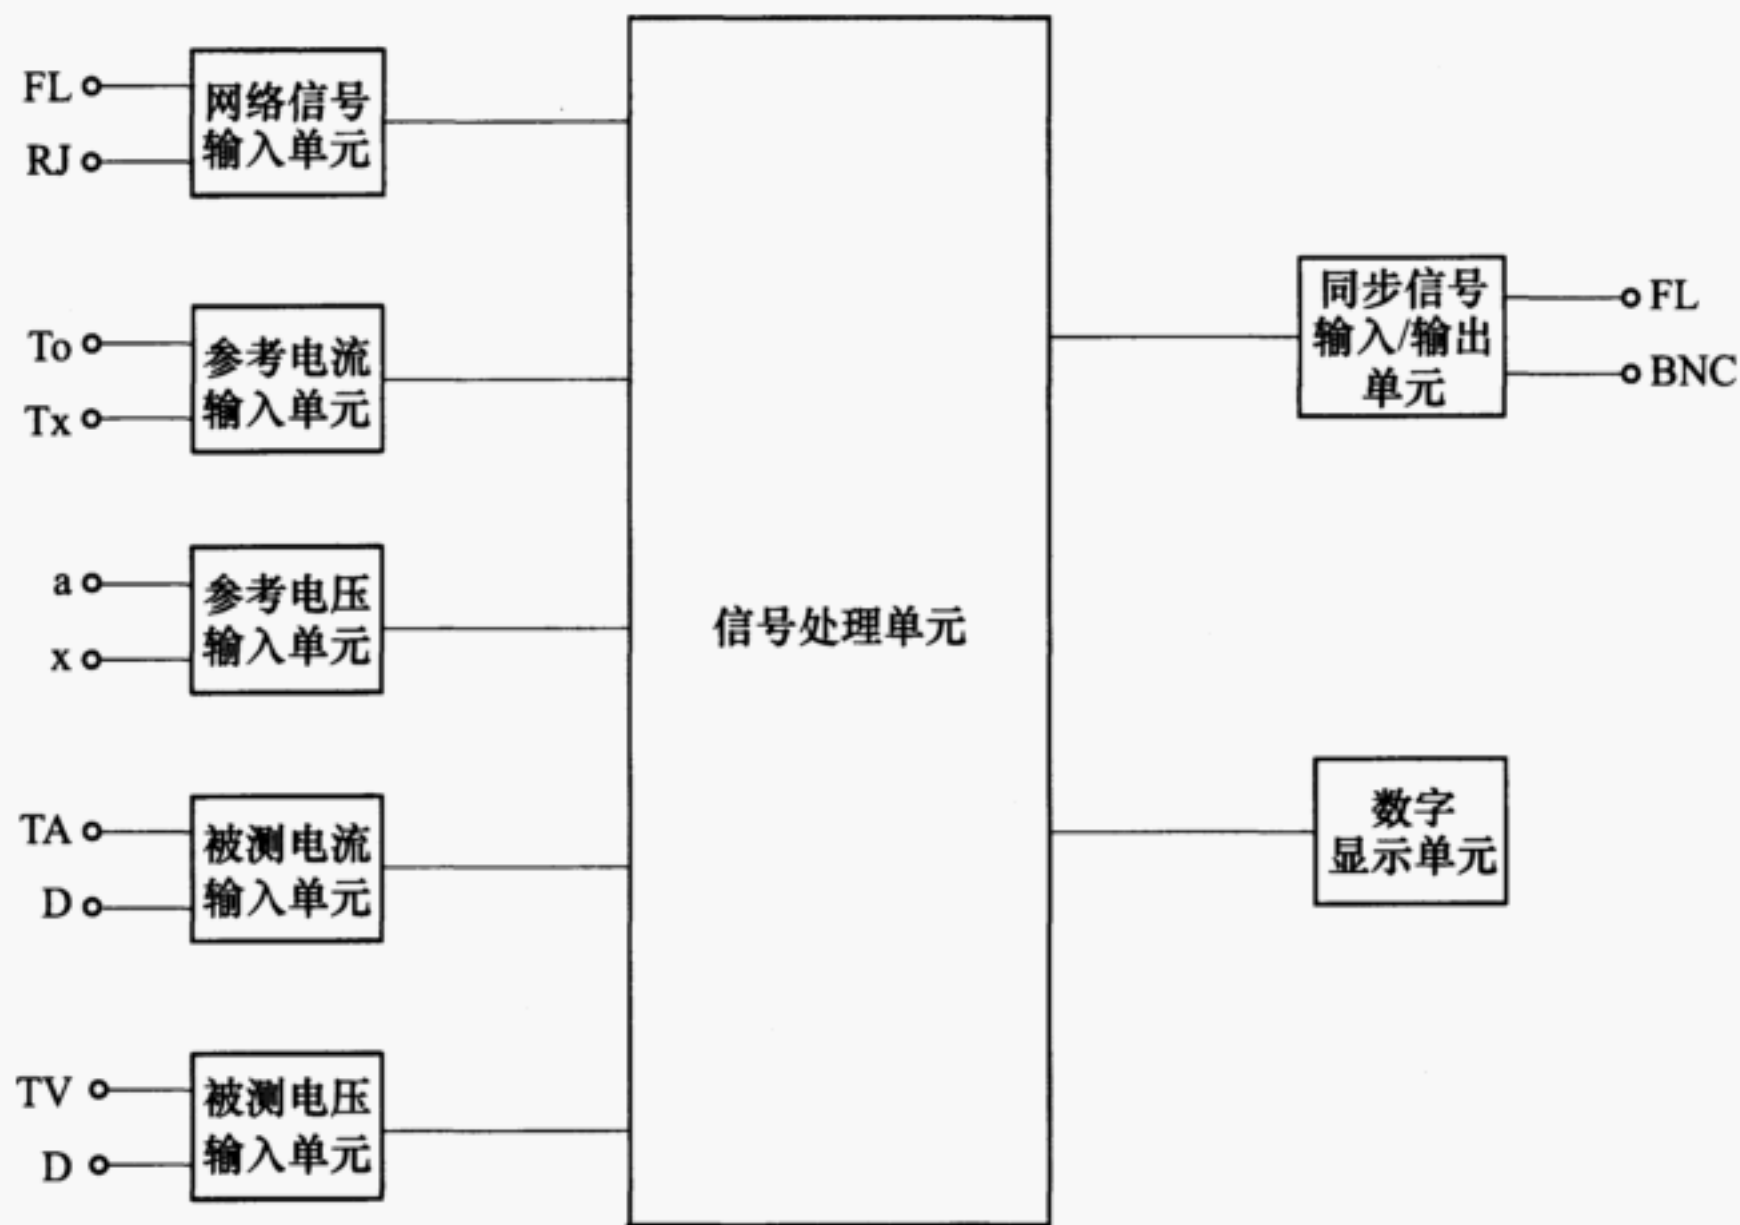 FL
RJ
网络信号
输入单元
To
Tx
参考电流
输入单元
a
x
参考电压
输入单元
TA
D
被测电流
输入单元
TV
D
被测电压
输入单元
信号处理单元
同步信号
输入/输出
单元
FL
BNC
数字
显示单元